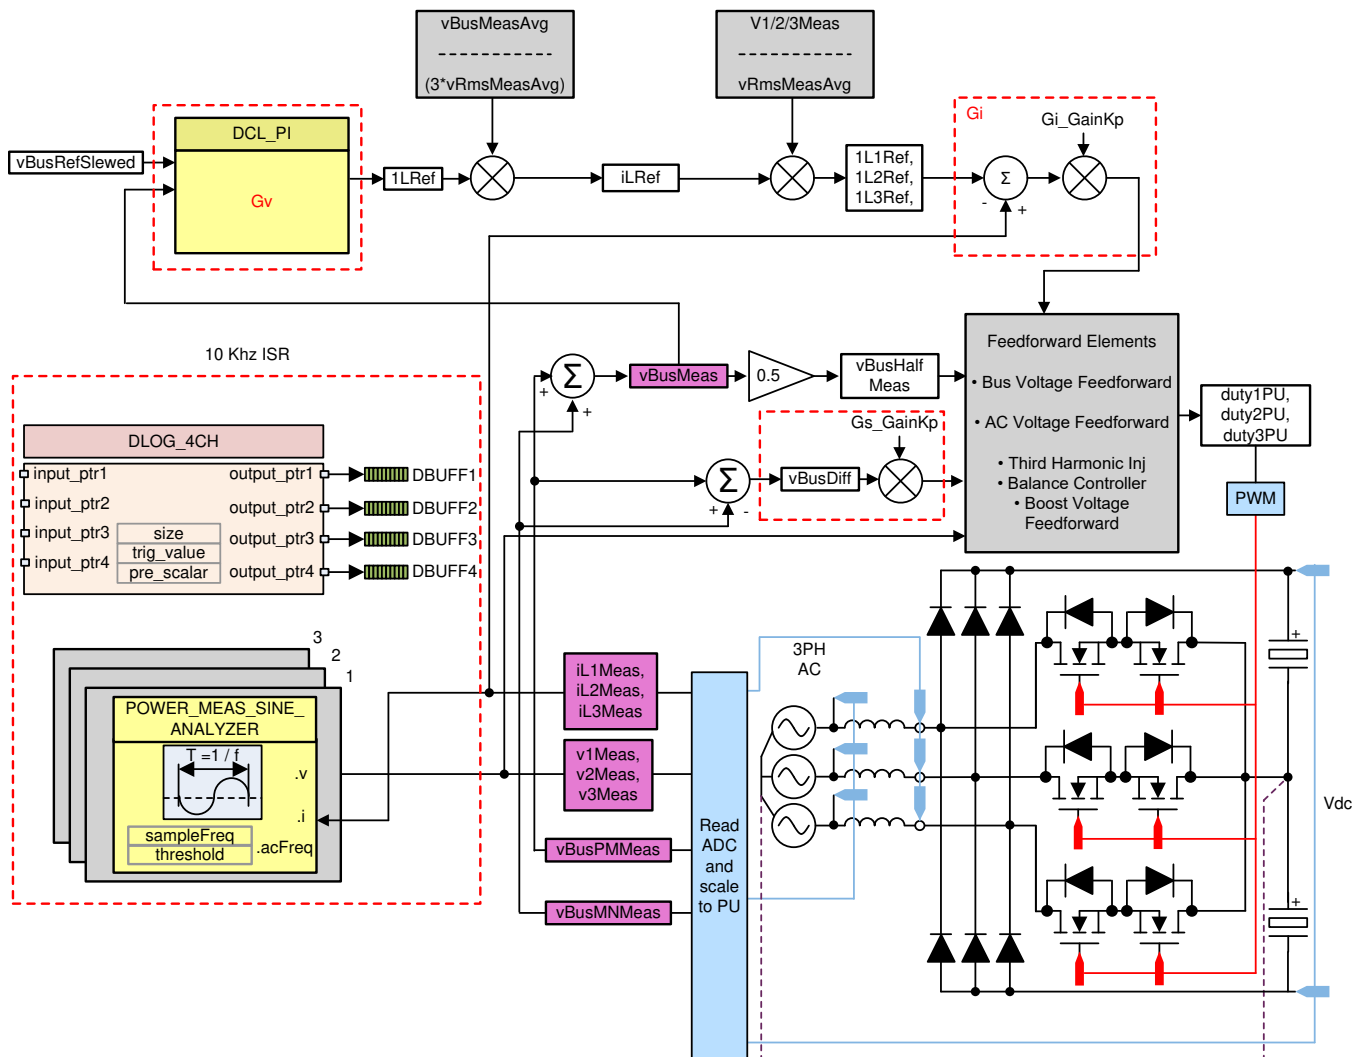 vBusMeasAvg
(3*vRmsMeasAvg)
V1/2/3Meas
vRmsMeasAvg
Gi
Gi_GainKp
DCL_PI
Gv
vBusRefSlewed
1LRef
iLRef
1L1Ref,
1L2Ref,
1L3Ref,
Σ
-
+
10 Khz ISR
Σ
+
+
vBusMeas
0.5
vBusHalf
Meas
Feedforward Elements
• Bus Voltage Feedforward
• AC Voltage Feedforward
• Third Harmonic Inj
• Balance Controller
• Boost Voltage
Feedforward
duty1PU,
duty2PU,
duty3PU
PWM
Gs_GainKp
Σ
+
-
vBusDiff
DLOG_4CH
input_ptr1
input_ptr2
input_ptr3
input_ptr4
size
trig_value
pre_scalar
output_ptr1
output_ptr2
output_ptr3
output_ptr4
DBUFF1
DBUFF2
DBUFF3
DBUFF4
3
2
1
POWER_MEAS_SINE_
ANALYZER
T =1 / f
.v
.i
.acFreq
sampleFreq
threshold
iL1Meas,
iL2Meas,
iL3Meas
v1Meas,
v2Meas,
v3Meas
vBusPMMeas
vBusMNMeas
Read
ADC
and
scale
to PU
3PH
AC
+
+
Vdc